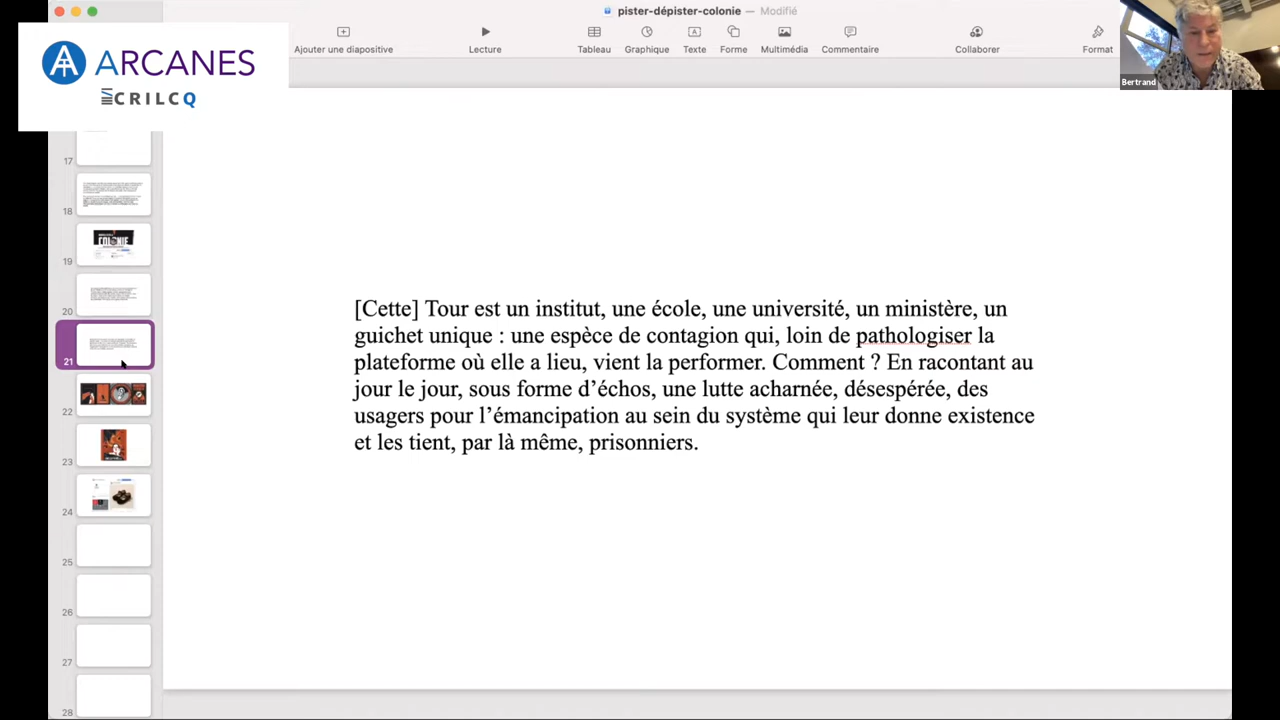 pister-dépister-colonie — Modifié
Ajouter une diapositive
Lecture
Tableau
Graphique
Texte
Forme
Multimédia
Commentaire
Collaborer
Format
ARCANES
CRILCQ
Bertrand
17
18
19
COLONIE
20
21
22
23
24
25
26
27
28
[Cette] Tour est un institut, une école, une université, un ministère, un
guichet unique : une espèce de contagion qui, loin de pathologiser la
plateforme où elle a lieu, vient la performer. Comment ? En racontant au
jour le jour, sous forme d’échos, une lutte acharnée, désespérée, des
usagers pour l’émancipation au sein du système qui leur donne existence
et les tient, par là même, prisonniers.